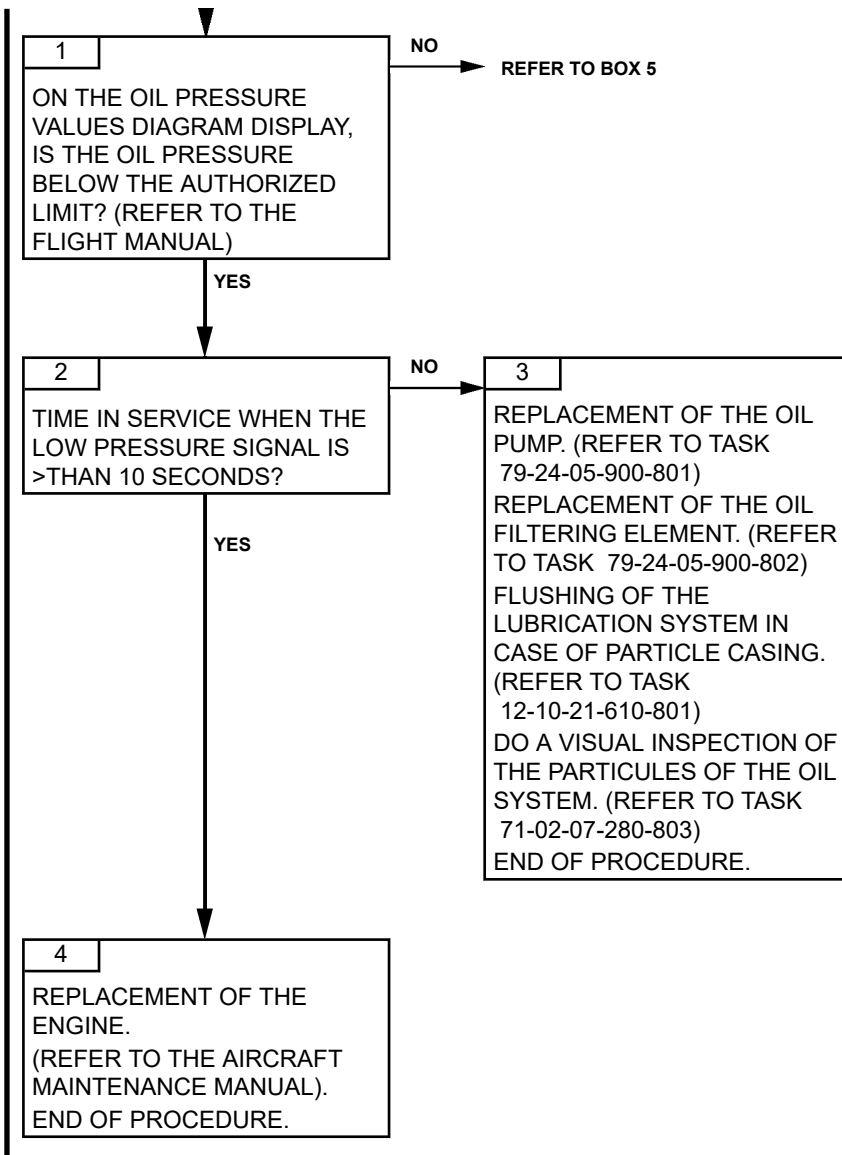 1
NO
REFER TO BOX 5
ON THE OIL PRESSURE
VALUES DIAGRAM DISPLAY,
IS THE OIL PRESSURE
BELOW THE AUTHORIZED
LIMIT? (REFER TO THE
FLIGHT MANUAL)
YES
2
NO
TIME IN SERVICE WHEN THE
LOW PRESSURE SIGNAL IS
>THAN 10 SECONDS?
YES
3
REPLACEMENT OF THE OIL
PUMP. (REFER TO TASK
79-24-05-900-801)
REPLACEMENT OF THE OIL
FILTERING ELEMENT. (REFER
TO TASK 79-24-05-900-802)
FLUSHING OF THE
LUBRICATION SYSTEM IN
CASE OF PARTICLE CASING.
(REFER TO TASK
12-10-21-610-801)
DO A VISUAL INSPECTION OF
THE PARTICULES OF THE OIL
SYSTEM. (REFER TO TASK
71-02-07-280-803)
END OF PROCEDURE.
4
REPLACEMENT OF THE
ENGINE.
(REFER TO THE AIRCRAFT
MAINTENANCE MANUAL).
END OF PROCEDURE.